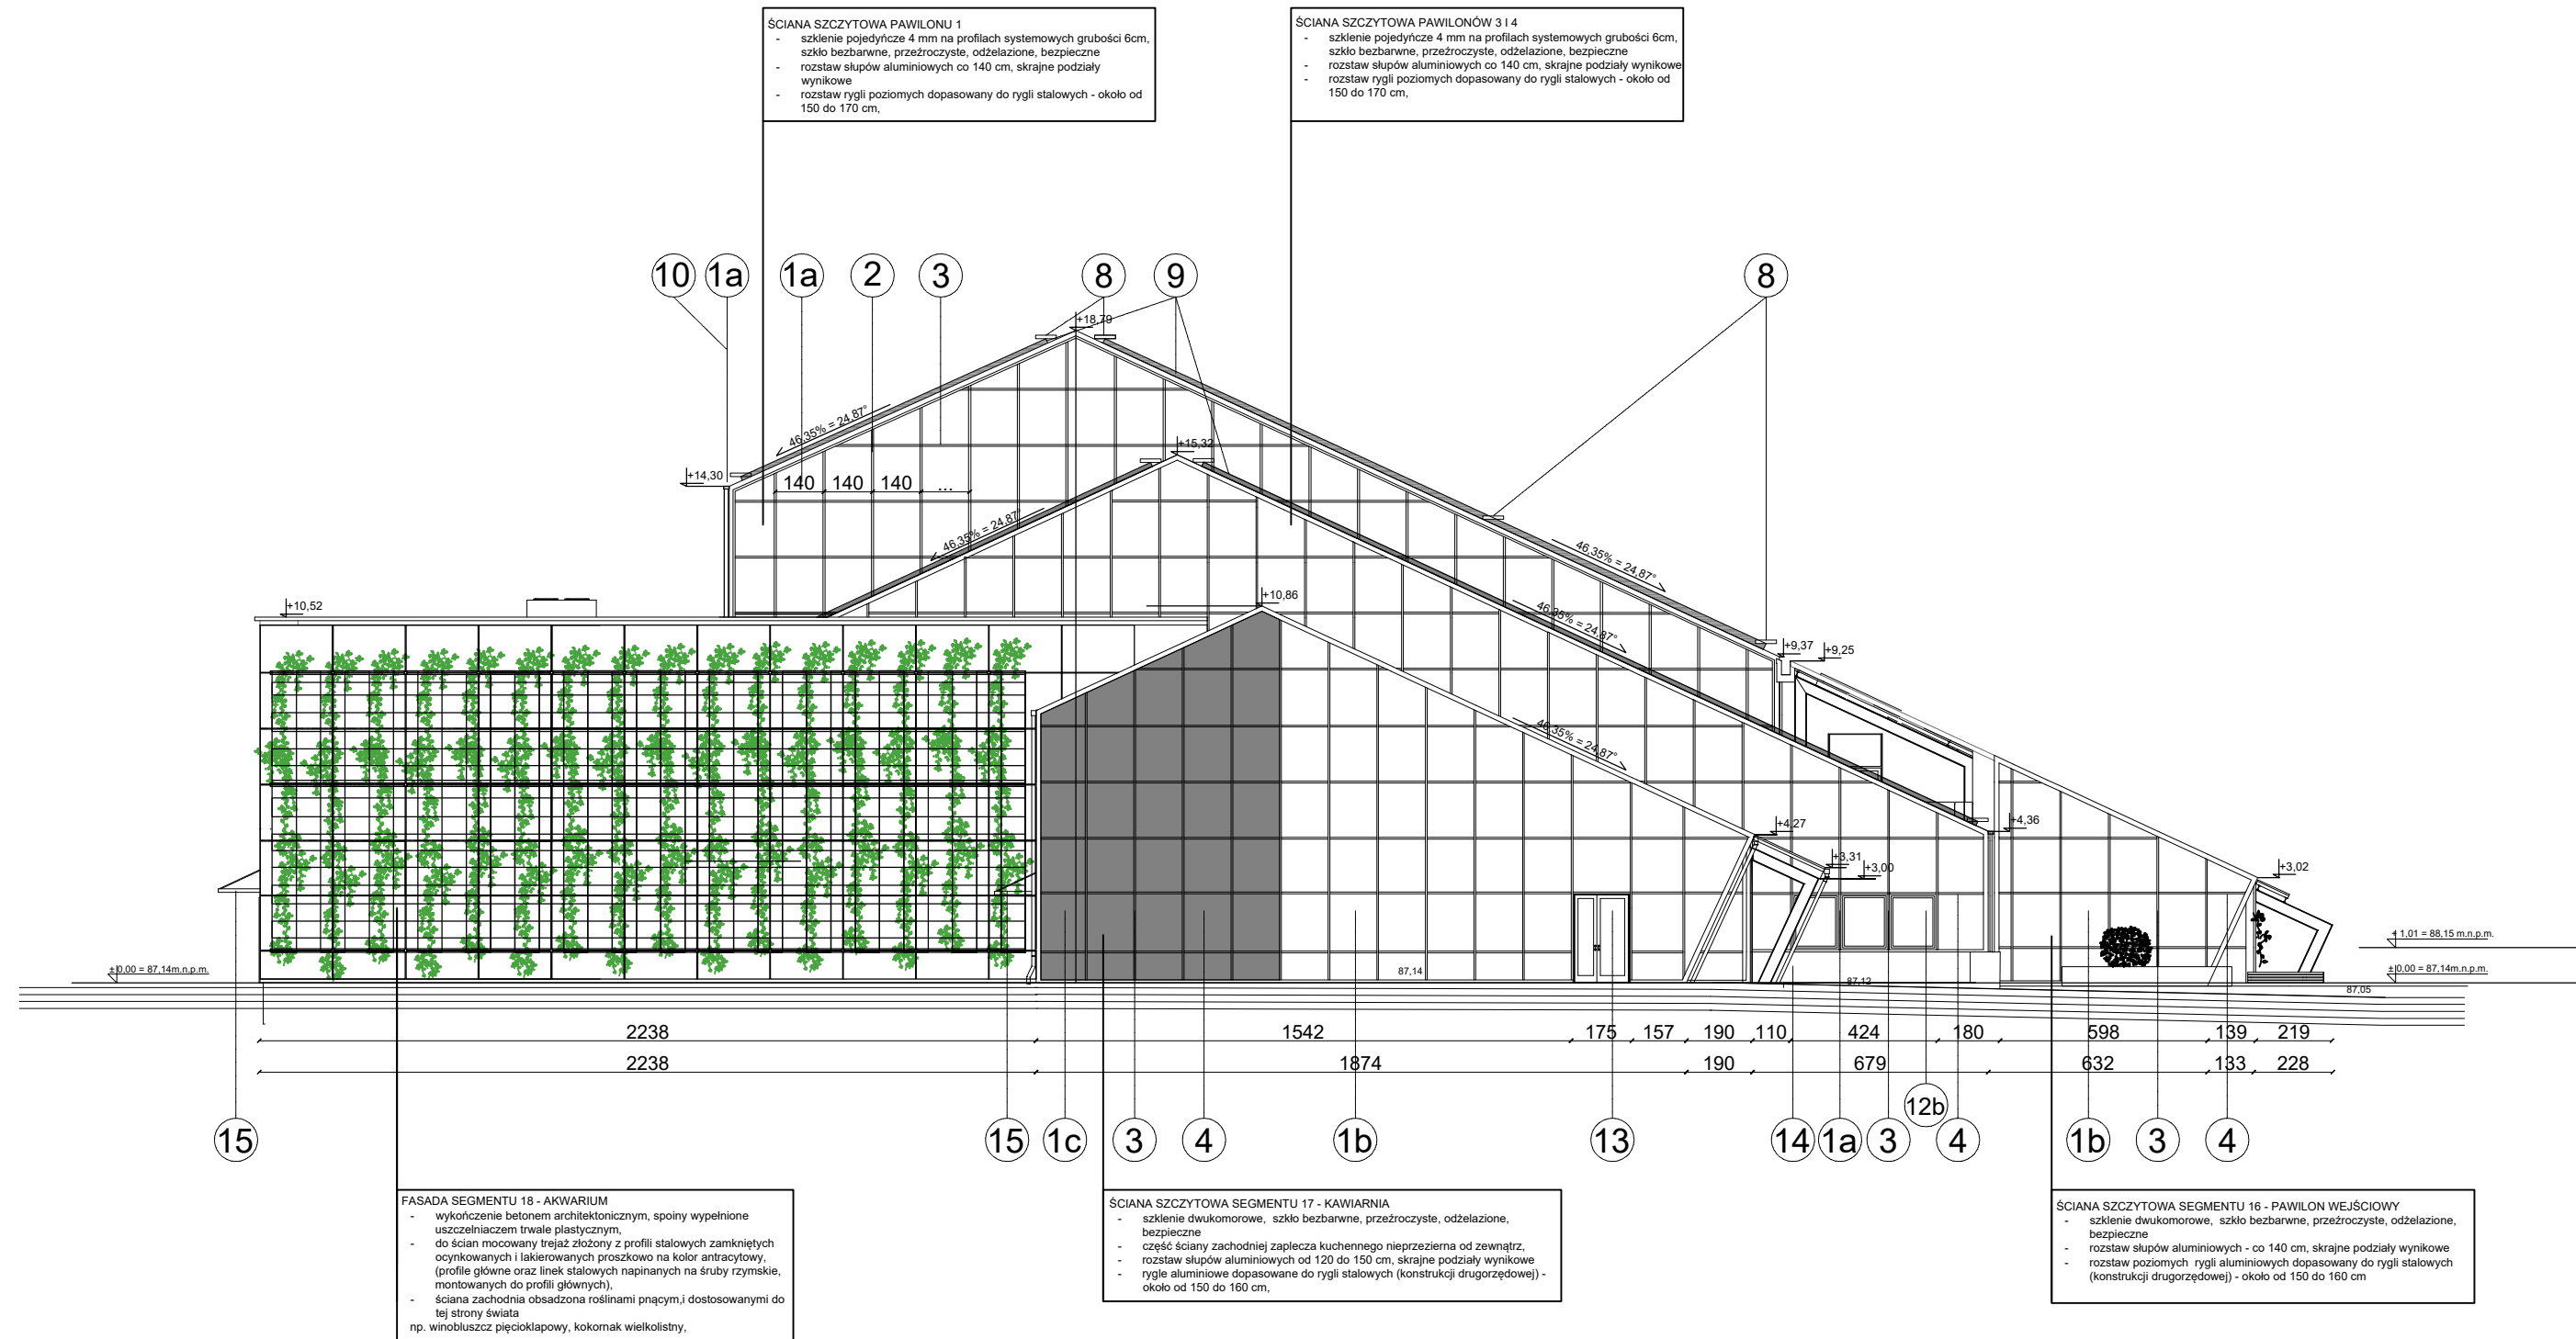 ŚCIANA SZCZYTOWA PAWILONU 1
- szklenie pojedyńcze 4 mm na profilach systemowych grubości 6cm,
szkło bezbarwne, przeźroczyste, odżelazione, bezpieczne
- rozstaw słupów aluminiowych co 140 cm, skrajne podziały
wynikowe
- rozstaw rygli poziomych dopasowany do rygli stalowych - około od
150 do 170 cm,
ŚCIANA SZCZYTOWA PAWILONÓW 3 I 4
- szklenie pojedyńcze 4 mm na profilach systemowych grubości 6cm,
szkło bezbarwne, przeźroczyste, odżelazione, bezpieczne
- rozstaw słupów aluminiowych co 140 cm, skrajne podziały wynikowe
- rozstaw rygli poziomych dopasowany do rygli stalowych - około od
150 do 170 cm,
10 1a 1a 2 3 8 9 8
+18,79
46,35% = 24,87°
+15,32
+14,30
140 140 140 ...
46,35% = 24,87°
46,35% = 24,87°
+10,52
+10,86
46,35% = 24,87°
+9,37
+9,25
46,35% = 24,87°
+4,27
+4,36
+3,31
+3,00
+3,02
+ 1,01 = 88,15 m.n.p.m.
±0,00 = 87,14m.n.p.m.
87,14
±0,00 = 87,14m.n.p.m.
87,12
87,05
2238 1542 175 157 190 110 424 180 598 139 219
2238 1874 190 679 632 133 228
15 15 1c 3 4 1b 13 14 1a 3 12b 4 1b 3 4
FASADA SEGMENTU 18 - AKWARIUM
- wykończenie betonem architektonicznym, spoiny wypełnione
uszczelniaczem trwale plastycznym,
- do ścian mocowany trejaż złożony z profili stalowych zamkniętych
ocynkowanych i lakierowanych proszkowo na kolor antracytowy,
(profile główne oraz linek stalowych napinanych na śruby rzymskie,
montowanych do profili głównych),
- ściana zachodnia obsadzona roślinami pnącym,i dostosowanymi do
tej strony świata
np. winobluszcz pięcioklapowy, kokornak wielkolistny,
ŚCIANA SZCZYTOWA SEGMENTU 17 - KAWIARNIA
- szklenie dwukomorowe, szkło bezbarwne, przeźroczyste, odżelazione,
bezpieczne
- część ściany zachodniej zaplecza kuchennego nieprzezierna od zewnątrz,
- rozstaw słupów aluminiowych od 120 do 150 cm, skrajne podziały wynikowe
- rygle aluminiowe dopasowane do rygli stalowych (konstrukcji drugorzędowej) -
około od 150 do 160 cm,
ŚCIANA SZCZYTOWA SEGMENTU 16 - PAWILON WEJŚCIOWY
- szklenie dwukomorowe, szkło bezbarwne, przeźroczyste, odżelazione,
bezpieczne
- rozstaw słupów aluminiowych - co 140 cm, skrajne podziały wynikowe
- rozstaw poziomych rygli aluminiowych dopasowany do rygli stalowych
(konstrukcji drugorzędowej) - około od 150 do 160 cm